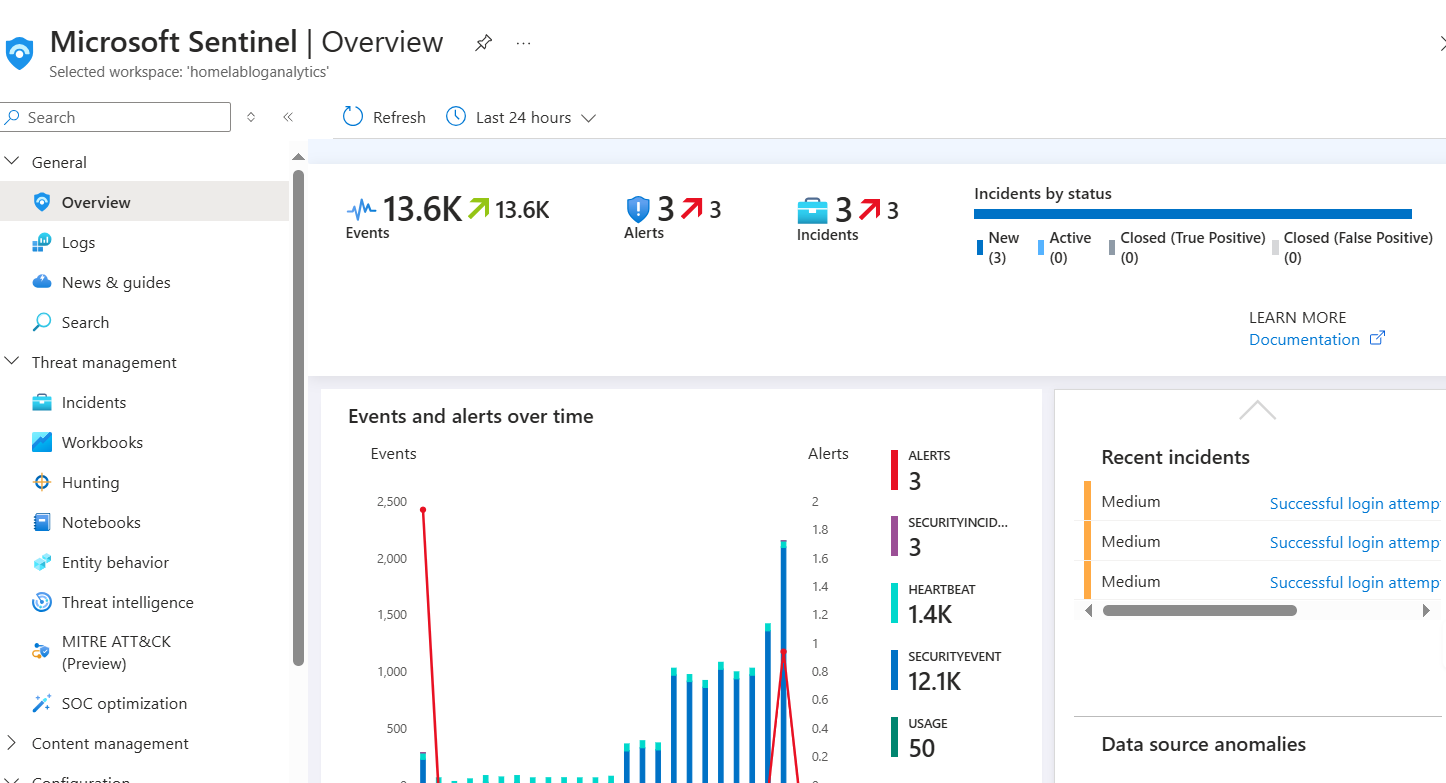 Microsoft Sentinel | Overview
Selected workspace: 'homelabloganalytics'
Search
Refresh
Last 24 hours
General
Overview
Logs
News & guides
Search
Threat management
Incidents
Workbooks
Hunting
Notebooks
Entity behavior
Threat intelligence
MITRE ATT&CK
(Preview)
SOC optimization
Content management
Configuration
13.6K 13.6K
Events
3 3
Alerts
3 3
Incidents
Incidents by status
New
(3)
Active
(0)
Closed (True Positive)
(0)
Closed (False Positive)
(0)
LEARN MORE
Documentation
Events and alerts over time
Events
2,500
2,000
1,500
1,000
500
Alerts
2
1.8
1.6
1.4
1.2
1
0.8
0.6
0.4
0.2
ALERTS
3
SECURITYINCID...
3
HEARTBEAT
1.4K
SECURITYEVENT
12.1K
USAGE
50
Recent incidents
Medium Successful login attemp
Medium Successful login attemp
Medium Successful login attemp
Data source anomalies